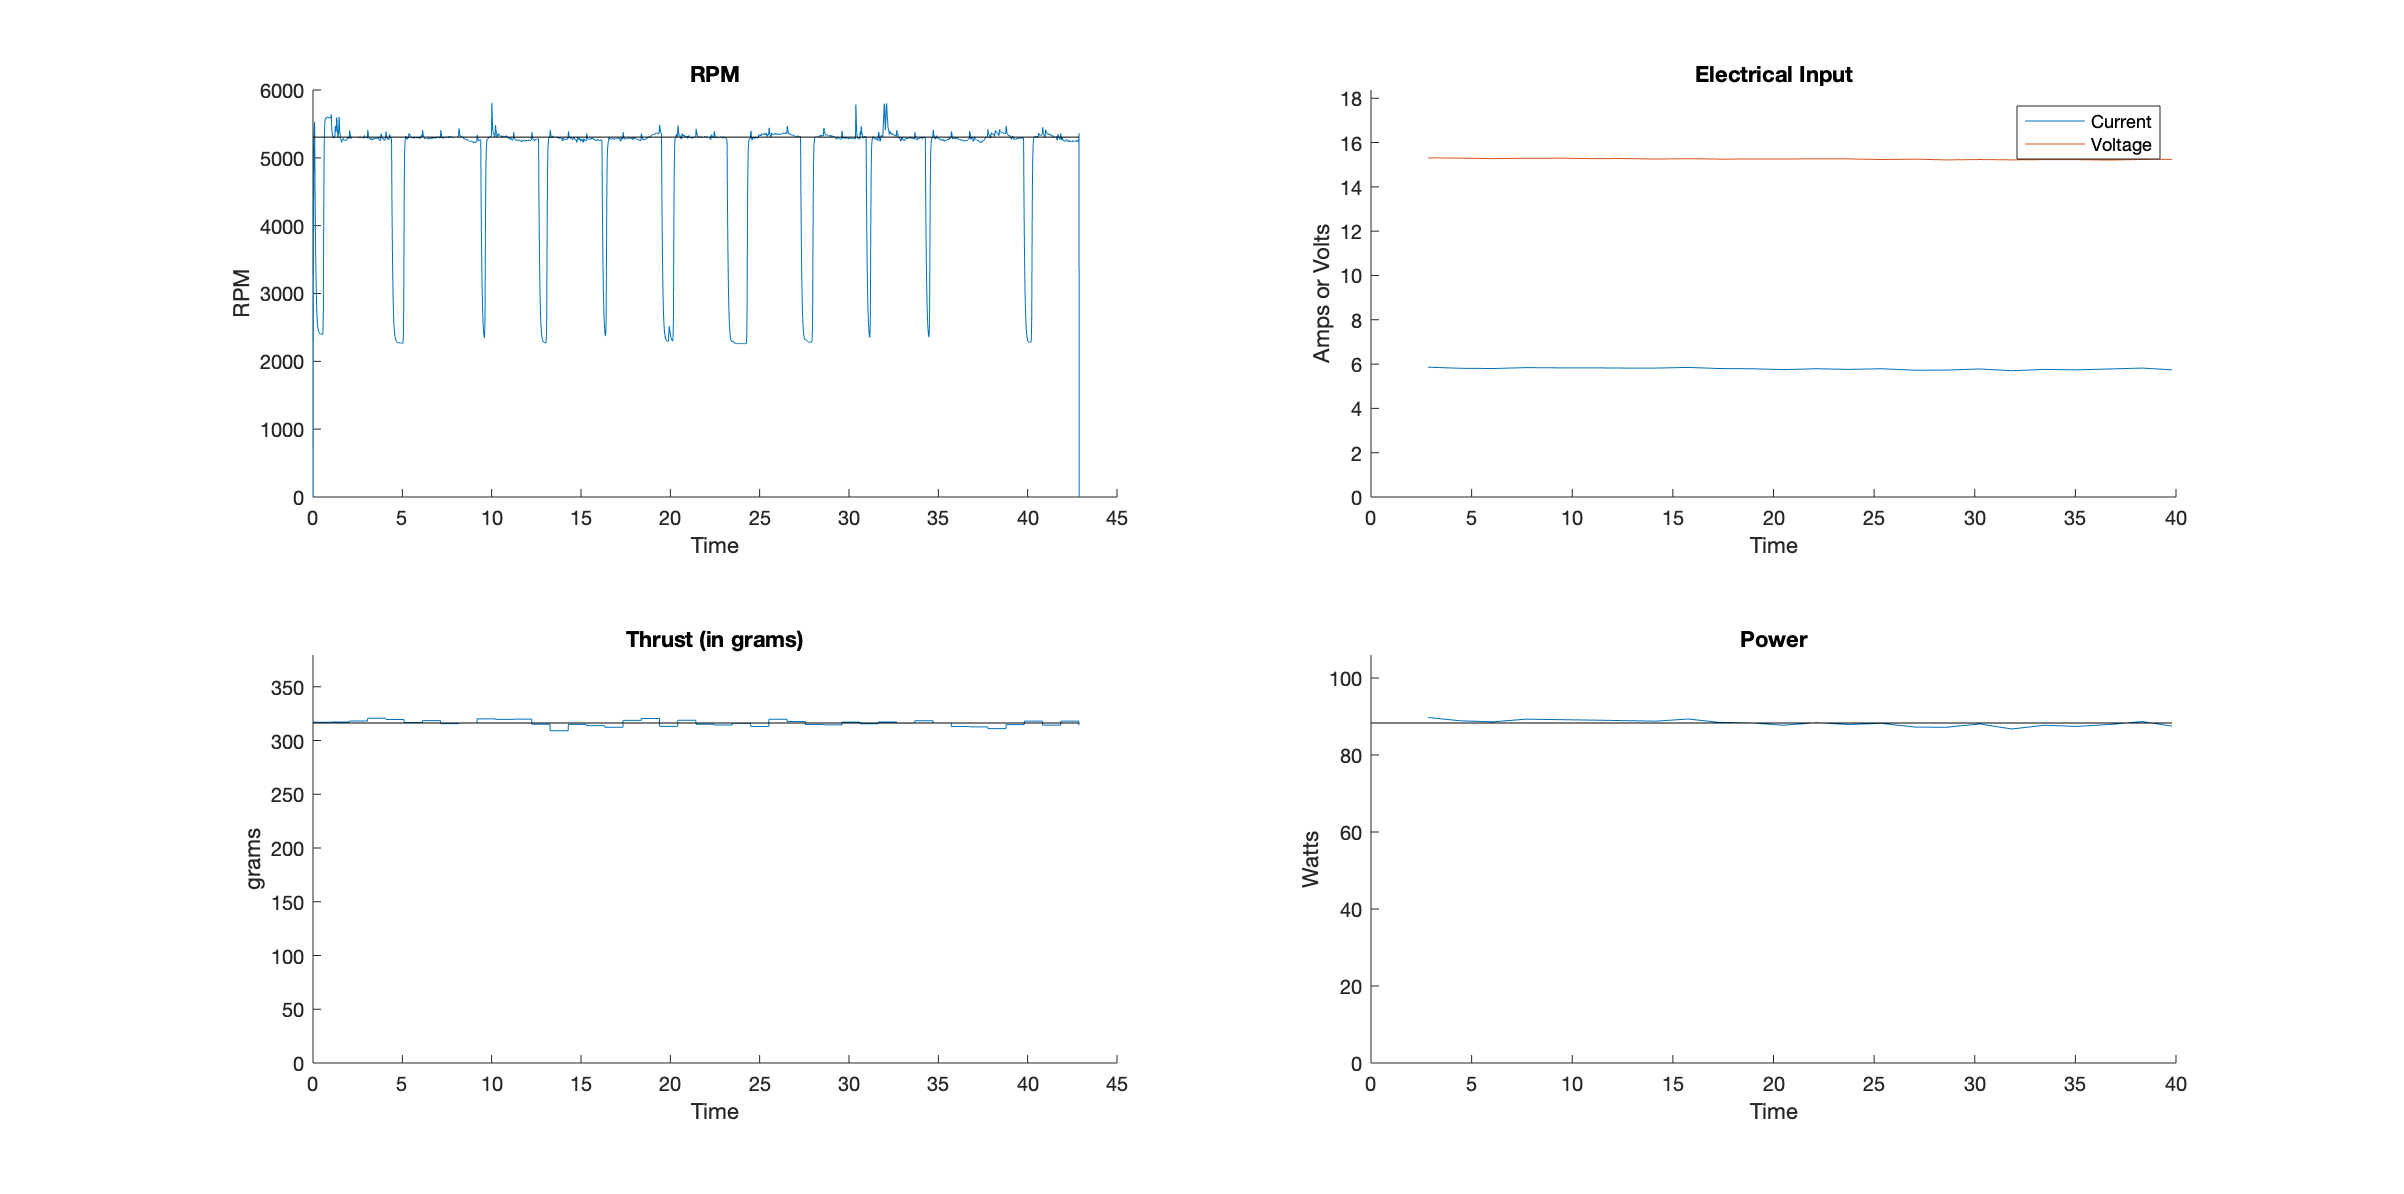 RPM
6000
5000
4000
3000
2000
1000
0
RPM
0 5 10 15 20 25 30 35 40 45
Time
Electrical Input
18
16
14
12
10
8
6
4
2
0
Amps or Volts
Current
Voltage
0 5 10 15 20 25 30 35 40
Time
Thrust (in grams)
350
300
250
200
150
100
50
0
grams
0 5 10 15 20 25 30 35 40 45
Time
Power
100
80
60
40
20
0
Watts
0 5 10 15 20 25 30 35 40
Time